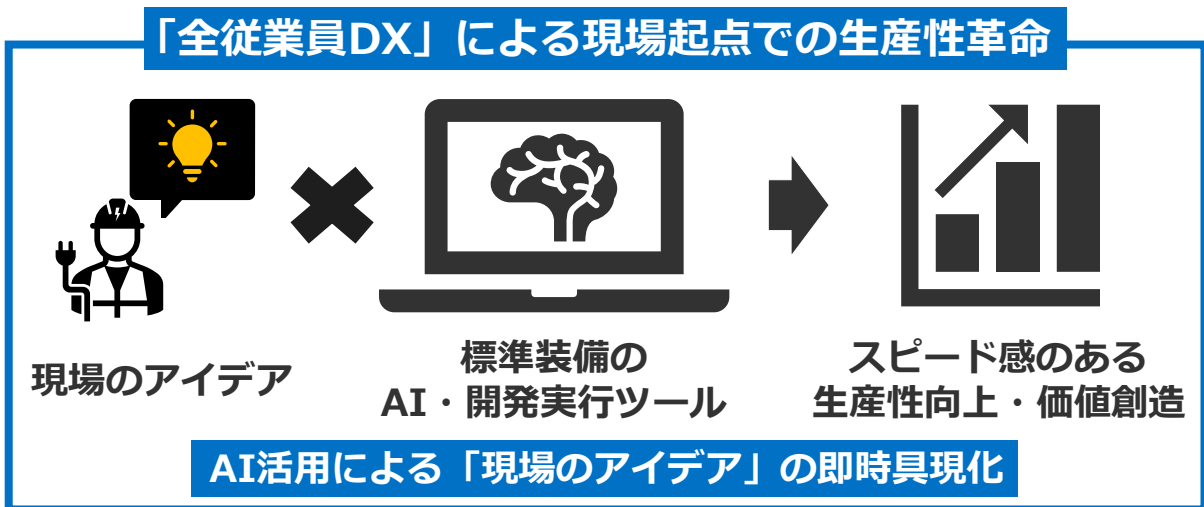 「全従業員DX」による現場起点での生産性革命
現場のアイデア
標準装備の
AI・開発実行ツール
スピード感のある
生産性向上・価値創造
AI活用による「現場のアイデア」の即時具現化